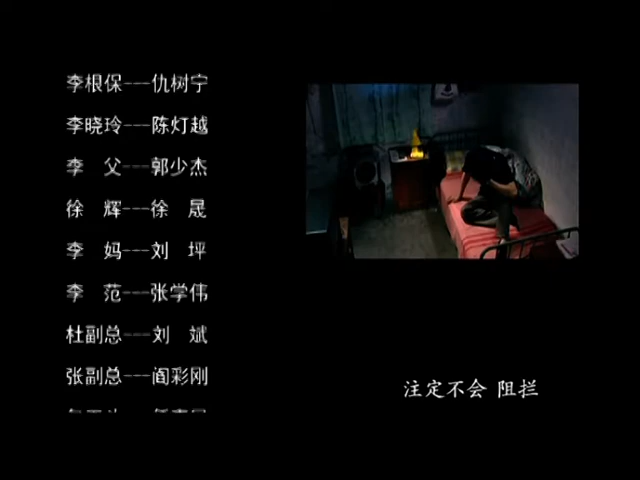 李根保---仇树宁
李晓玲---陈灯越
李 父---郭少杰
徐 辉---徐 晟
李 妈---刘 坪
李 范---张学伟
杜副总---刘 斌
张副总---阎彩刚
注定不会 阻拦